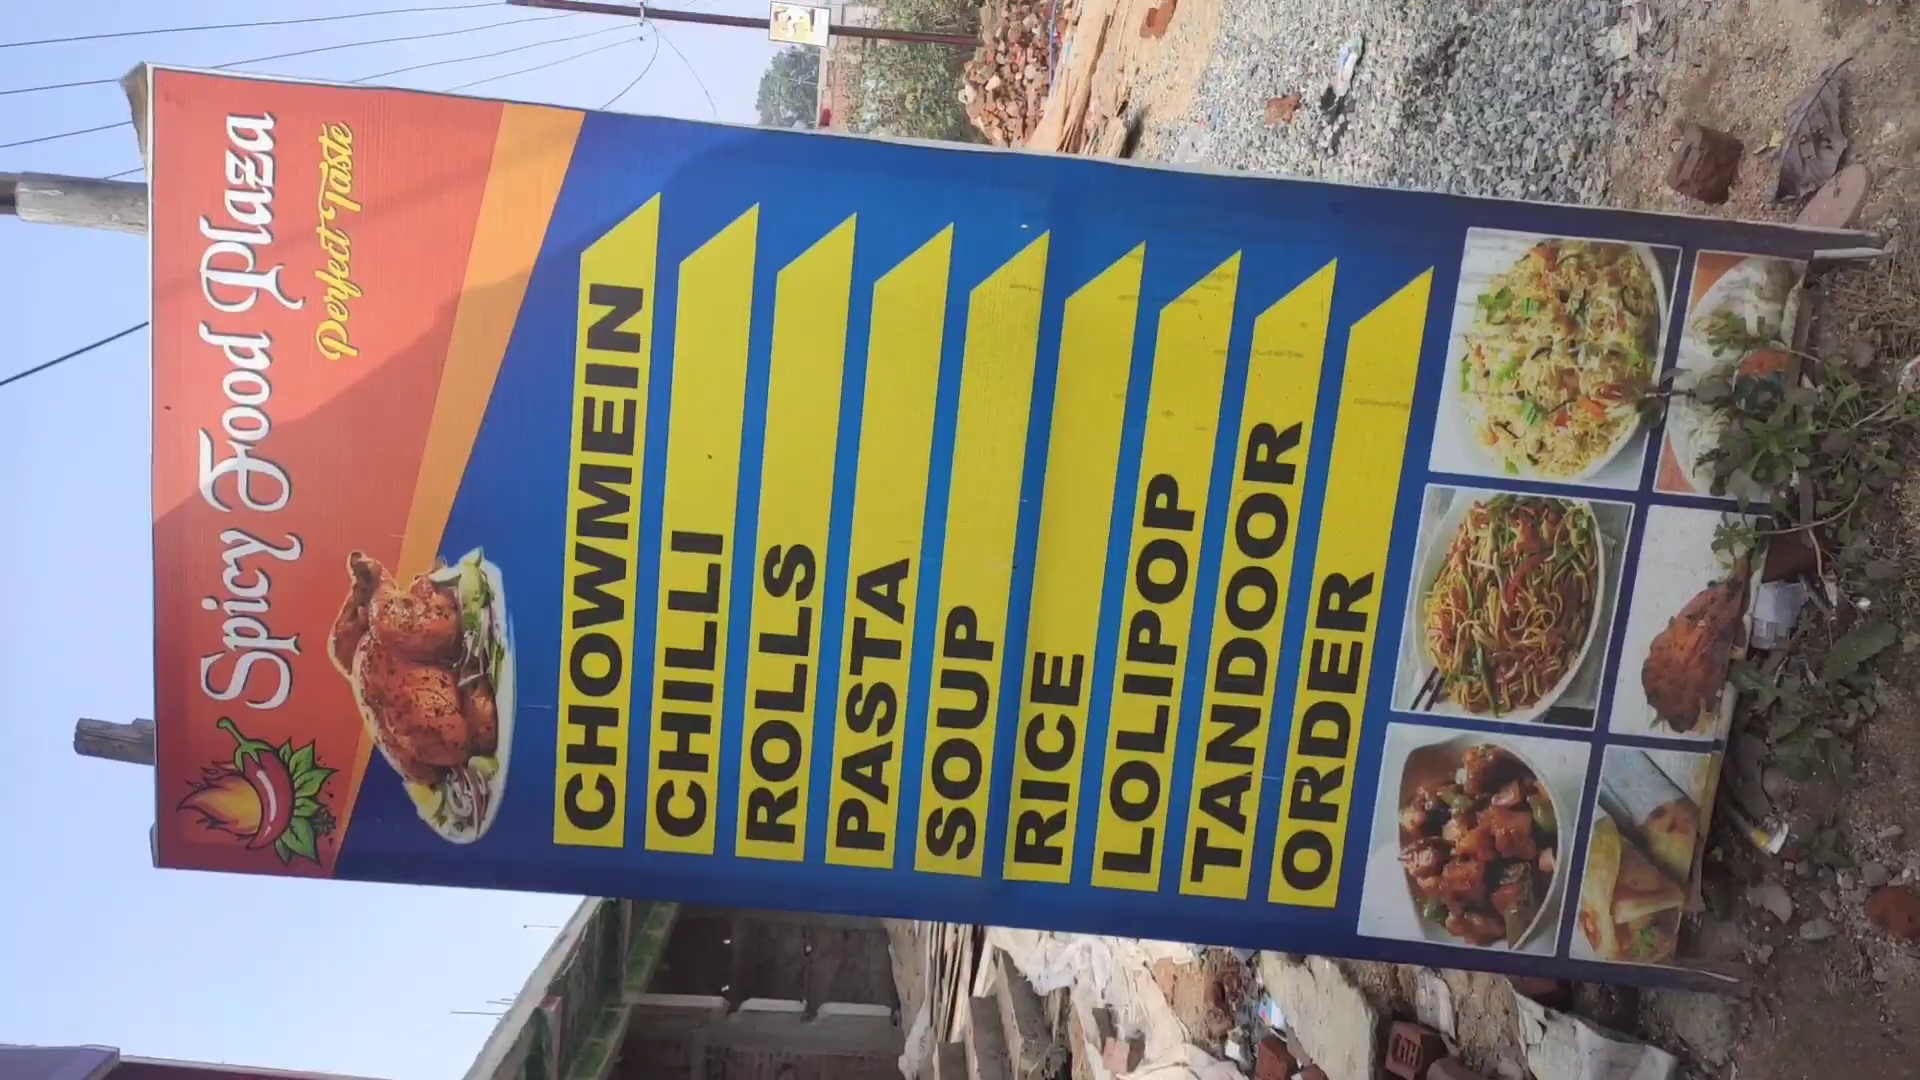 Spicy Food Plaza
Perfect Taste
CHOWMEIN
CHILLI
ROLLS
PASTA
SOUP
RICE
LOLIPOP
TANDOOR
ORDER